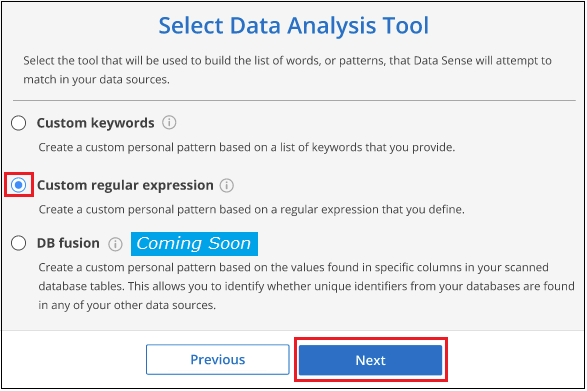 Select Data Analysis Tool
Select the tool that will be used to build the list of words, or patterns, that Data Sense will attempt to
match in your data sources.
Custom keywords
Create a custom personal pattern based on a list of keywords that you provide.
Custom regular expression
Create a custom personal pattern based on a regular expression that you define.
DB fusion Coming Soon
Create a custom personal pattern based on the values found in specific columns in your scanned
database tables. This allows you to identify whether unique identifiers from your databases are found
in any of your other data sources.
Previous Next